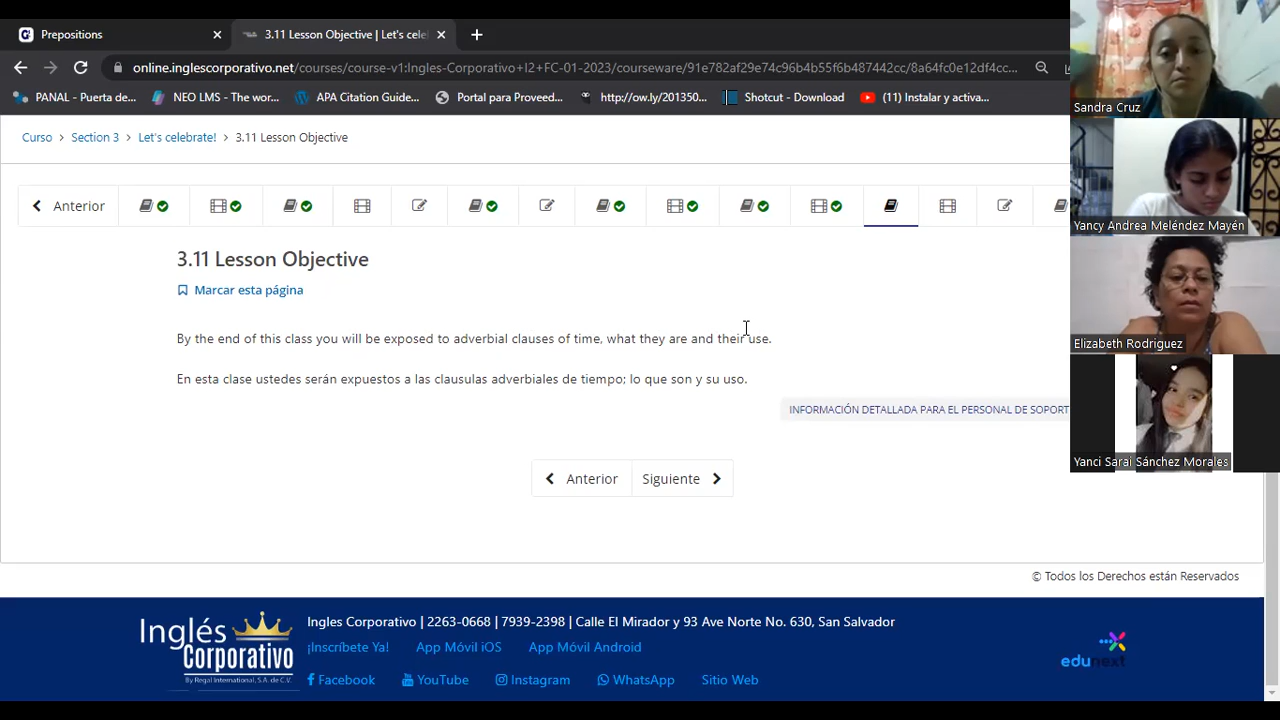 Prepositions
3.11 Lesson Objective | Let's cele
online.inglescorporativo.net/courses/course-v1:Ingles-Corporativo+I2+FC-01-2023/courseware/91e782af29e74c96b4b55f6b487442cc/8a64fc0e12df4cc...
PANAL - Puerta de... NEO LMS - The wor... APA Citation Guide... Portal para Proveed... http://ow.ly/201350... Shotcut - Download (11) Instalar y activa...
Curso > Section 3 > Let's celebrate! > 3.11 Lesson Objective
Anterior
3.11 Lesson Objective
Marcar esta página
By the end of this class you will be exposed to adverbial clauses of time, what they are and their use.
En esta clase ustedes serán expuestos a las clausulas adverbiales de tiempo; lo que son y su uso.
INFORMACIÓN DETALLADA PARA EL PERSONAL DE SOPORT
Anterior Siguiente
© Todos los Derechos están Reservados
Inglés
Corporativo
By Regal International, S.A. de C.V.
Ingles Corporativo | 2263-0668 | 7939-2398 | Calle El Mirador y 93 Ave Norte No. 630, San Salvador
¡Inscríbete Ya! App Móvil iOS App Móvil Android
Facebook YouTube Instagram WhatsApp Sitio Web
edunext
Sandra Cruz
Yancy Andrea Meléndez Mayén
Elizabeth Rodriguez
Yanci Sarai Sánchez Morales